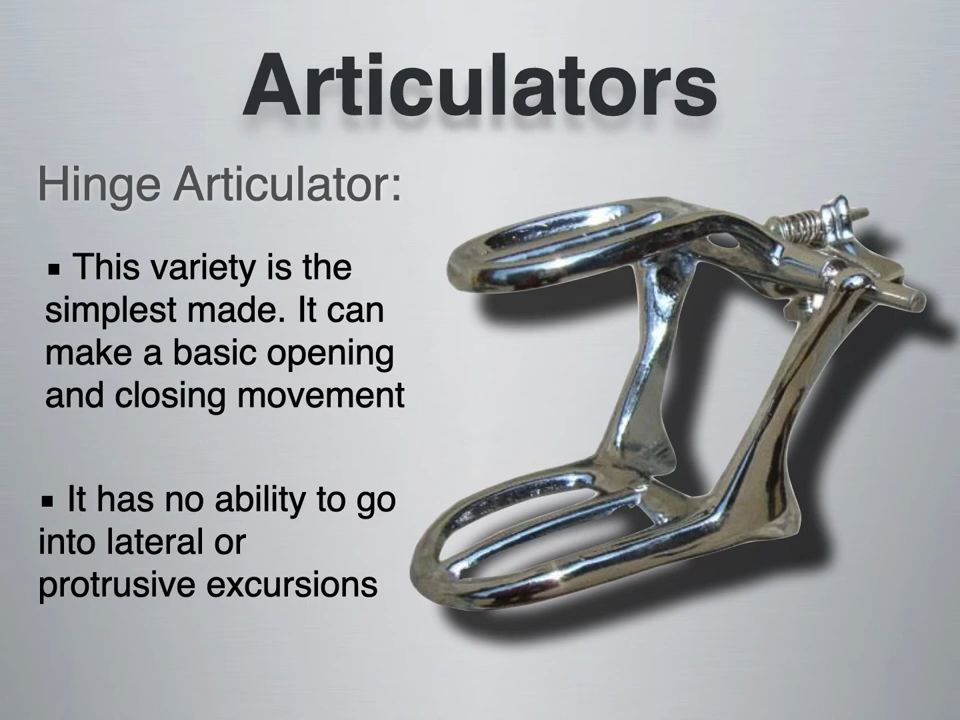 Articulators
Hinge Articulator:
▪ This variety is the
simplest made. It can
make a basic opening
and closing movement
▪ It has no ability to go
into lateral or
protrusive excursions